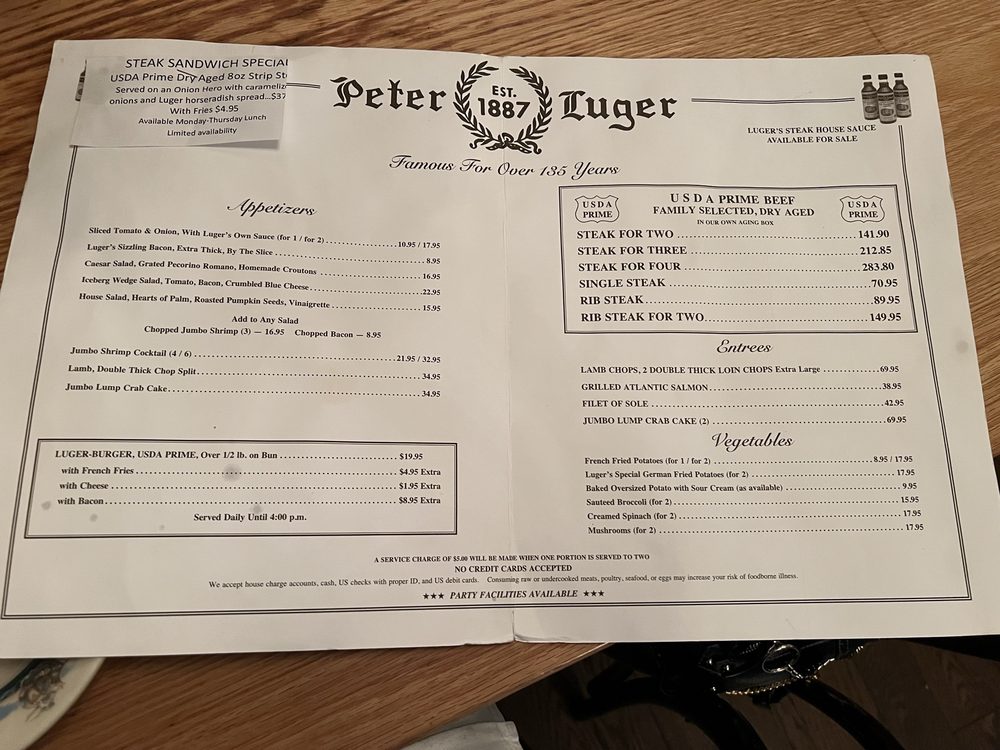 STEAK SANDWICH SPECIAL
USDA Prime Dry Aged 8oz Strip
Served on an Onion Hero with
onions and Luger horseradish spread...$37
With Fries $4.95
Available Monday-Thursday Lunch
Limited availability
Peter EST. 1887 Luger
LUGER'S STEAK HOUSE SAUCE
AVAILABLE FOR SALE
Famous For Over 135 Years
Appetizers
Sliced Tomato & Onion, With Luger's Own Sauce (for 1 / for 2) 10.95 / 17.95
Luger's Sizzling Bacon, Extra Thick, By The Slice 8.95
Caesar Salad, Grated Pecorino Romano, Homemade Croutons 16.95
Iceberg Wedge Salad, Tomato, Bacon, Crumbled Blue Cheese 22.95
House Salad, Hearts of Palm, Roasted Pumpkin Seeds, Vinaigrette 15.95
Add to Any Salad
Chopped Jumbo Shrimp (3) — 16.95 Chopped Bacon — 8.95
Jumbo Shrimp Cocktail (4 / 6) 21.95 / 32.95
Lamb, Double Thick Chop Split 34.95
Jumbo Lump Crab Cake 34.95
LUGER-BURGER, USDA PRIME, Over 1/2 lb. on Bun $19.95
with French Fries $4.95 Extra
with Cheese $1.95 Extra
with Bacon $8.95 Extra
Served Daily Until 4:00 p.m.
USDA PRIME
USDA PRIME BEEF
USDA PRIME
FAMILY SELECTED, DRY AGED
IN OUR OWN AGING BOX
STEAK FOR TWO 141.90
STEAK FOR THREE 212.85
STEAK FOR FOUR 283.80
SINGLE STEAK 70.95
RIB STEAK 89.95
RIB STEAK FOR TWO 149.95
Entrees
LAMB CHOPS, 2 DOUBLE THICK LOIN CHOPS Extra Large 69.95
GRILLED ATLANTIC SALMON 38.95
FILET OF SOLE 42.95
JUMBO LUMP CRAB CAKE (2) 69.95
Vegetables
French Fried Potatoes (for 1 / for 2) 8.95 / 17.95
Luger's Special German Fried Potatoes (for 2) 17.95
Baked Oversized Potato with Sour Cream (as available) 9.95
Sauteed Broccoli (for 2) 15.95
Creamed Spinach (for 2) 17.95
Mushrooms (for 2) 17.95
A SERVICE CHARGE OF $5.00 WILL BE MADE WHEN ONE PORTION IS SERVED TO TWO
NO CREDIT CARDS ACCEPTED
We accept house charge accounts, cash, US checks with proper ID, and US debit cards. Consuming raw or undercooked meats, poultry, seafood, or eggs may increase your risk of foodborne illness.
★★★ PARTY FACILITIES AVAILABLE ★★★